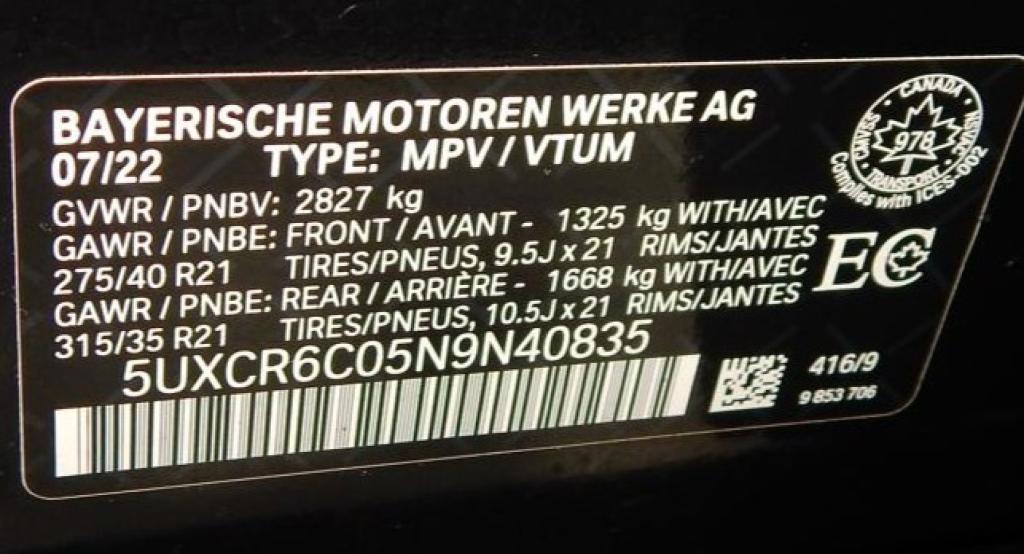 BAYERISCHE MOTOREN WERKE AG
07/22 TYPE: MPV / VTUM
GVWR / PNBV: 2827 kg
GAWR / PNBE: FRONT / AVANT - 1325 kg WITH/AVEC
275/40 R21 TIRES/PNEUS, 9.5J x 21 RIMS/JANTES
GAWR / PNBE: REAR / ARRIÈRE - 1668 kg WITH/AVEC
315/35 R21 TIRES/PNEUS, 10.5J x 21 RIMS/JANTES
5UXCR6C05N9N40835
416/9
9 853 706
CANADA
CMVSS
978
NSVAC
TRANSPORT
Complies with ICES-002
EC